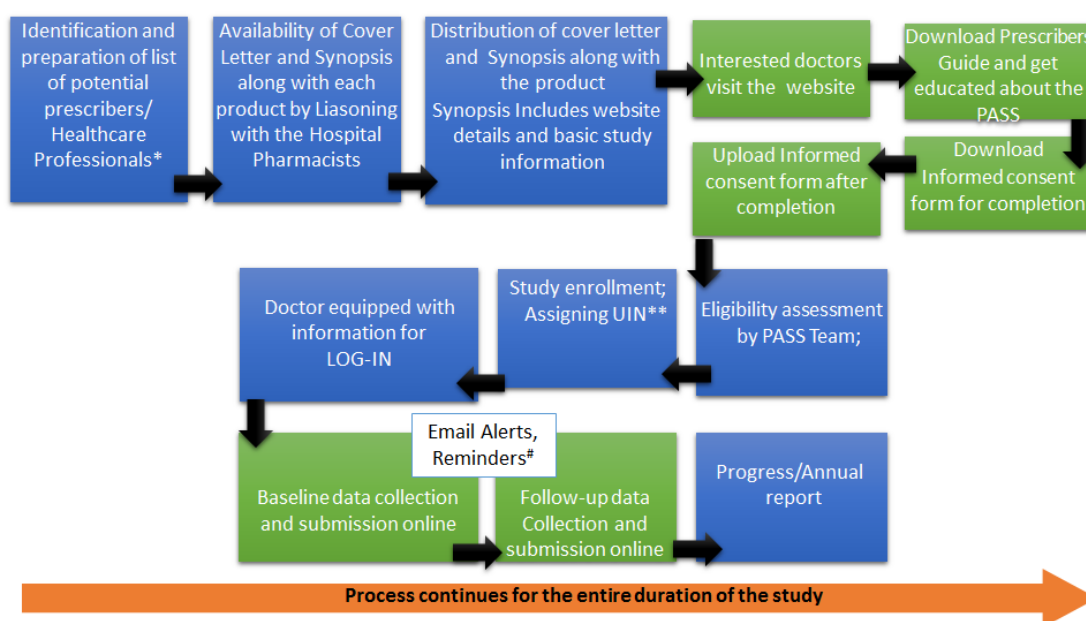 Identification and
preparation of list
of potential
prescribers/
Healthcare
Professionals*
Availability of Cover
Letter and Synopsis
along with each
product by Liasoning
with the Hospital
Pharmacists
Distribution of cover letter
and Synopsis along with
the product
Synopsis Includes website
details and basic study
information
Interested doctors
visit the website
Download Prescribers
Guide and get
educated about the
PASS
Download
Informed consent
form for completion
Upload Informed
consent form after
completion
Eligibility assessment
by PASS Team;
Study enrollment;
Assigning UIN**
Doctor equipped with
information for
LOG-IN
Email Alerts,
Reminders#
Baseline data collection
and submission online
Follow-up data
Collection and
submission online
Progress/Annual
report
Process continues for the entire duration of the study